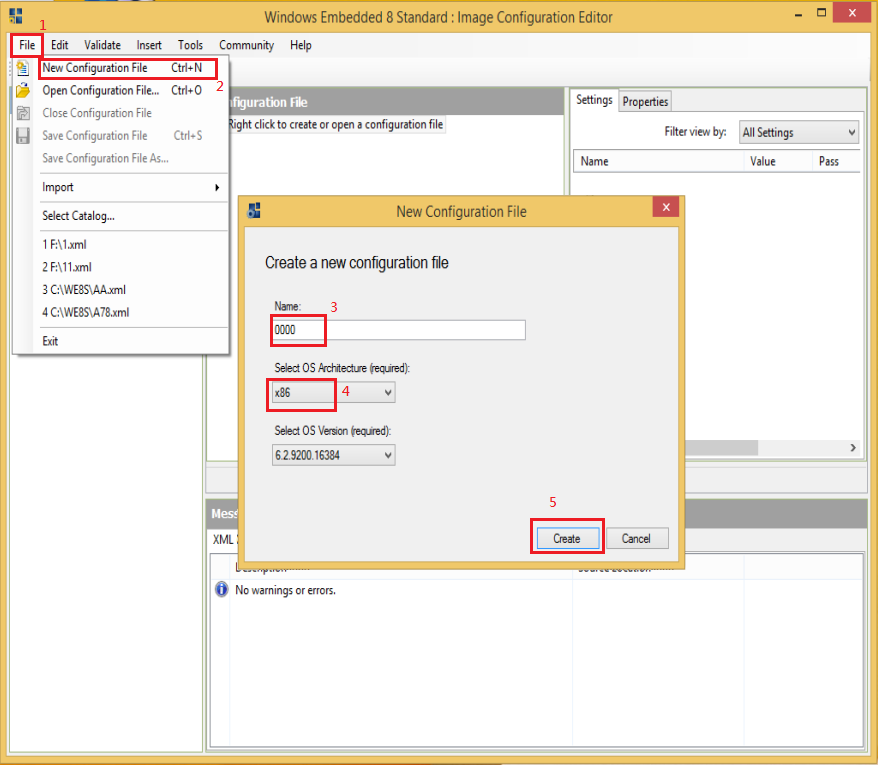 Windows Embedded 8 Standard : Image Configuration Editor
1
File Edit Validate Insert Tools Community Help
New Configuration File Ctrl+N
2
Open Configuration File... Ctrl+O
Close Configuration File
Save Configuration File Ctrl+S
Save Configuration File As...
Import
Select Catalog...
1 F:\1.xml
2 F:\11.xml
3 C:\WE8S\AA.xml
4 C:\WE8S\A78.xml
Exit
nfiguration File
Right click to create or open a configuration file
Settings Properties
Filter view by: All Settings
Name Value Pass
New Configuration File
Create a new configuration file
Name: 3
0000
Select OS Architecture (required):
x86 4
Select OS Version (required):
6.2.9200.16384
5
Create Cancel
Mess
XML
Description
Source Location
No warnings or errors.